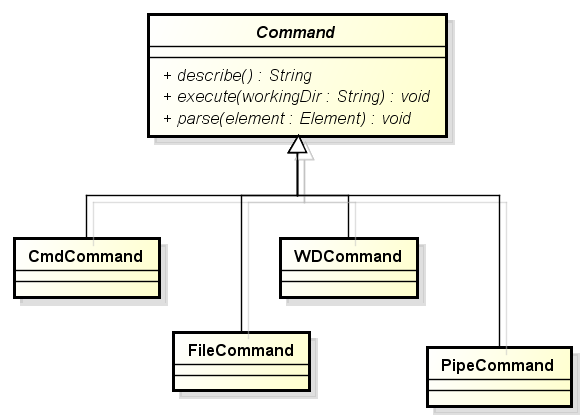 Command
+ describe() : String
+ execute(workingDir : String) : void
+ parse(element : Element) : void
CmdCommand
WDCommand
FileCommand
PipeCommand